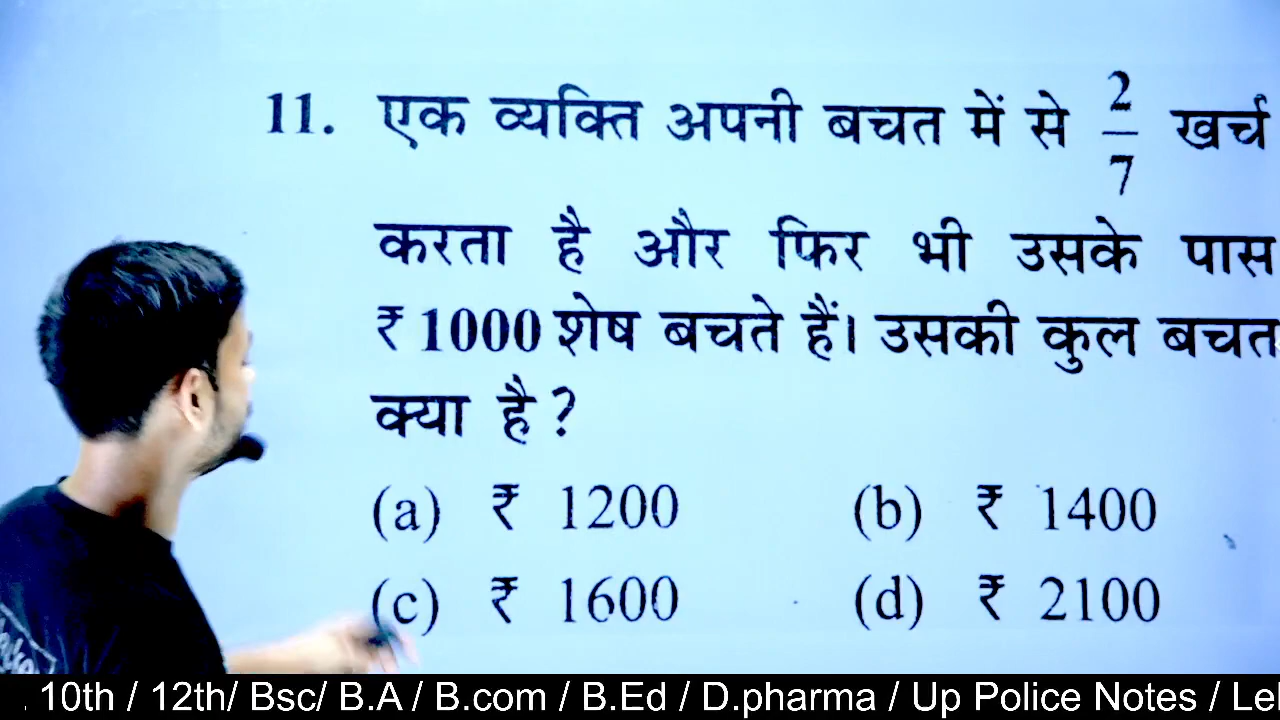 11. एक व्यक्ति अपनी बचत में से 2/7 खर्च
करता है और फिर भी उसके पास
₹ 1000 शेष बचते हैं। उसकी कुल बचत
क्या है ?
(a) ₹ 1200 (b) ₹ 1400
(c) ₹ 1600 (d) ₹ 2100
10th / 12th/ Bsc/ B.A / B.com / B.Ed / D.pharma / Up Police Notes /